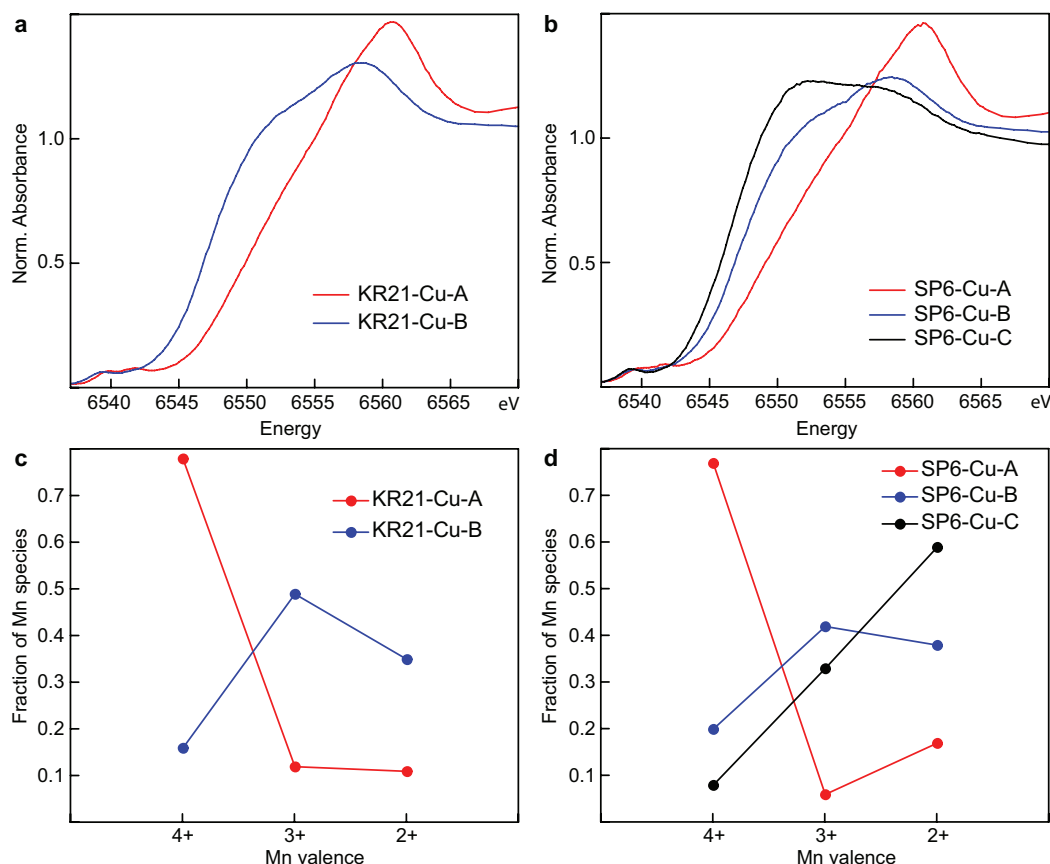 a
1.0
0.5
Norm. Absorbance
KR21-Cu-A
KR21-Cu-B
6540 6545 6550 6555 6560 6565 eV
Energy
b
1.0
0.5
Norm. Absorbance
SP6-Cu-A
SP6-Cu-B
SP6-Cu-C
6540 6545 6550 6555 6560 6565 eV
Energy
c
0.7
0.6
0.5
0.4
0.3
0.2
0.1
Fraction of Mn species
KR21-Cu-A
KR21-Cu-B
4+ 3+ 2+
Mn valence
d
0.7
0.6
0.5
0.4
0.3
0.2
0.1
Fraction of Mn species
SP6-Cu-A
SP6-Cu-B
SP6-Cu-C
4+ 3+ 2+
Mn valence